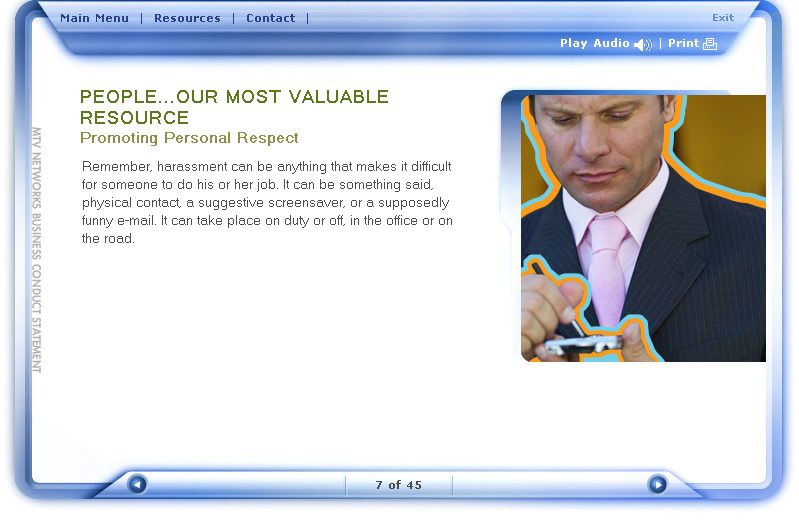 Main Menu | Resources | Contact |
Exit
Play Audio | Print
PEOPLE...OUR MOST VALUABLE
RESOURCE
Promoting Personal Respect
Remember, harassment can be anything that makes it difficult
for someone to do his or her job. It can be something said,
physical contact, a suggestive screensaver, or a supposedly
funny e-mail. It can take place on duty or off, in the office or on
the road.
MTV NETWORKS BUSINESS CONDUCT STATEMENT
7 of 45